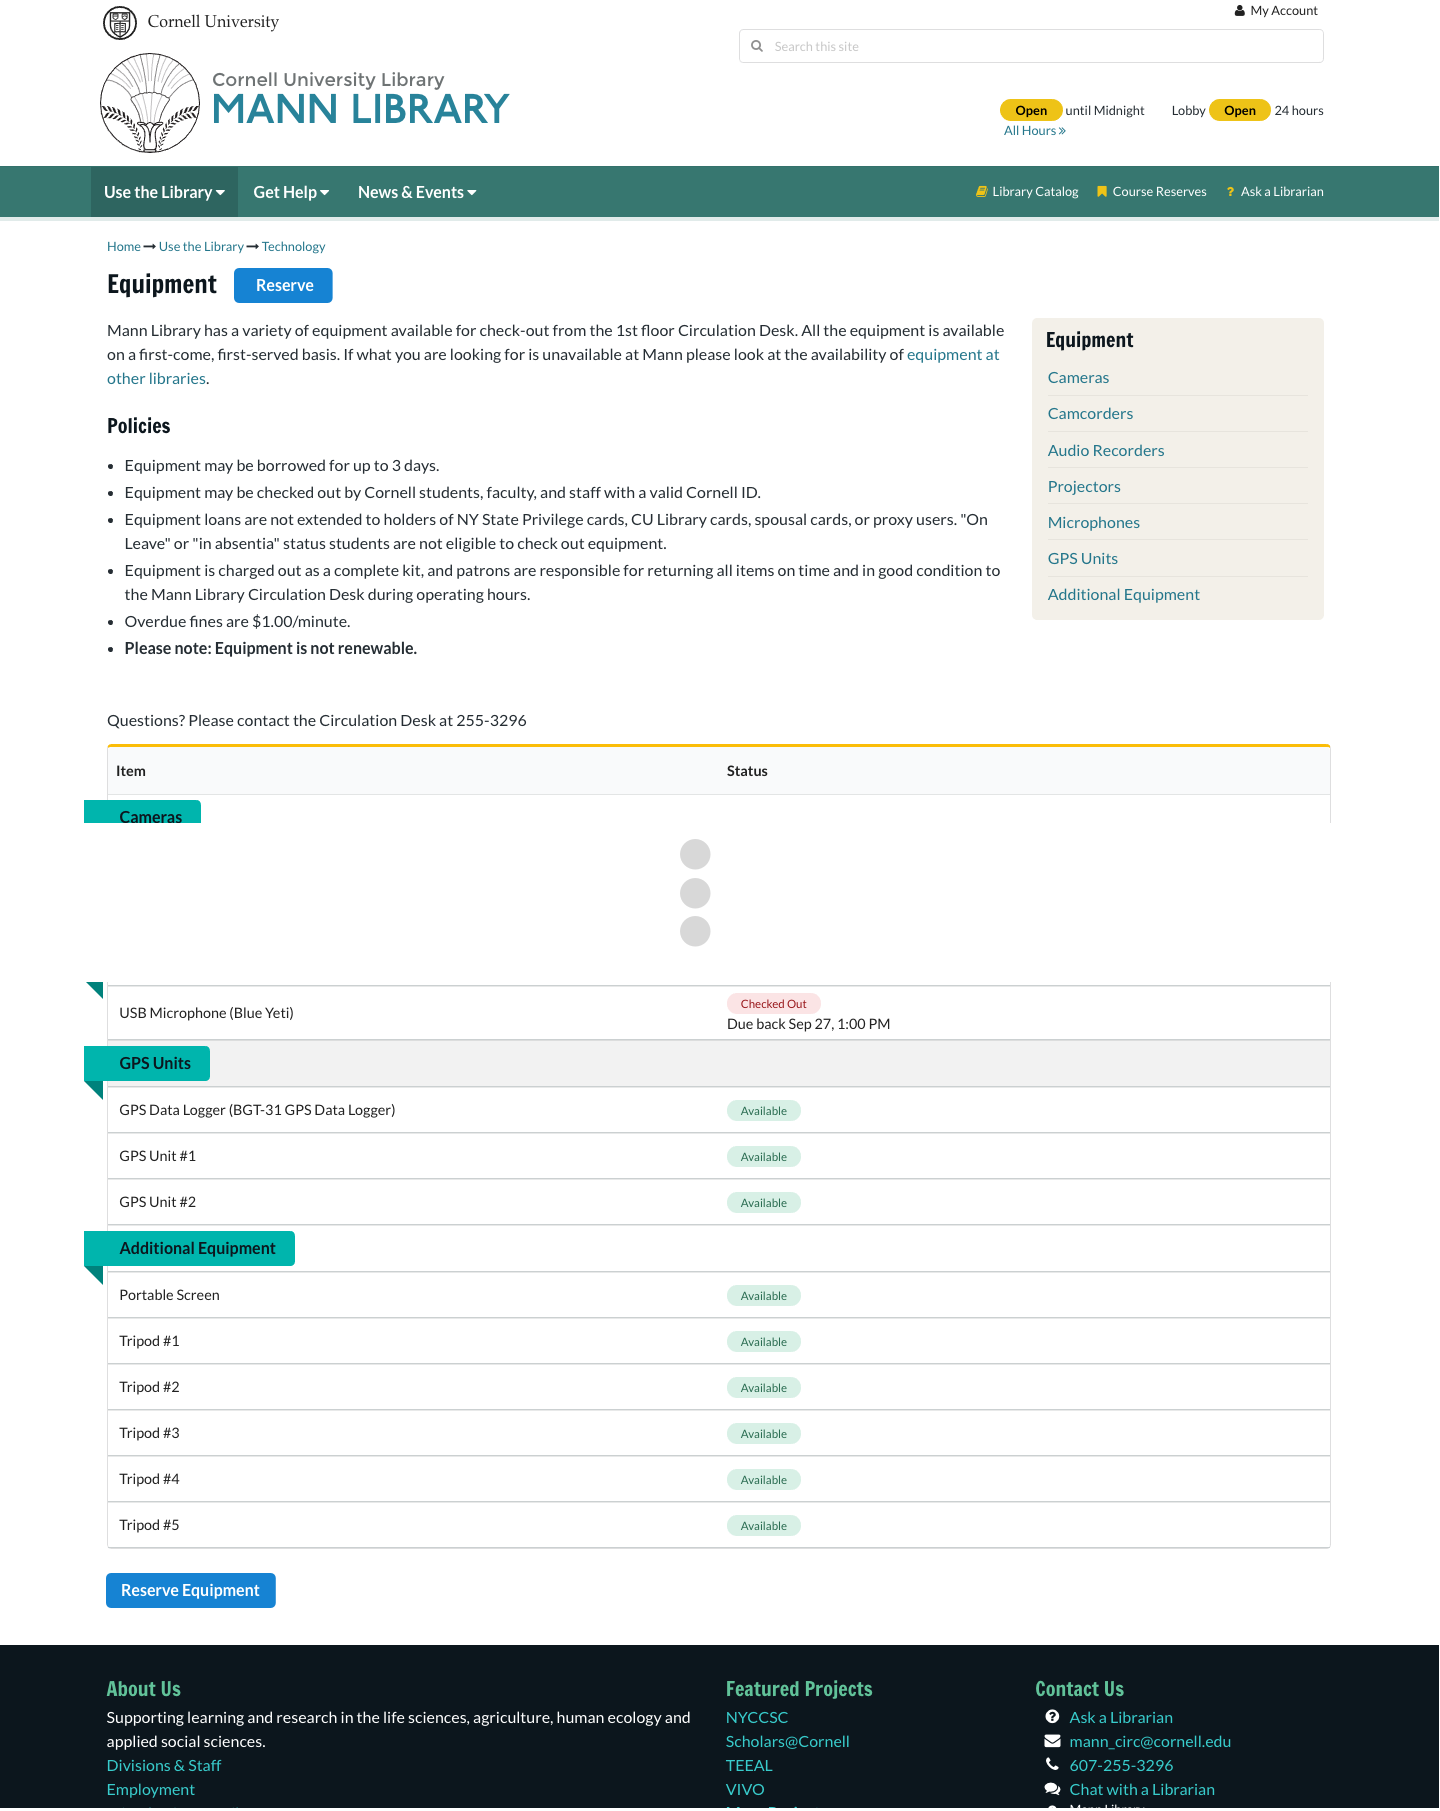 Cornell University
My Account
Search this site
Cornell University Library
MANN LIBRARY
Open until Midnight Lobby Open 24 hours
All Hours »
Use the Library Get Help News & Events Library Catalog Course Reserves ? Ask a Librarian
Home Use the Library Technology
Equipment Reserve
Mann Library has a variety of equipment available for check-out from the 1st floor Circulation Desk. All the equipment is available
on a first-come, first-served basis. If what you are looking for is unavailable at Mann please look at the availability of equipment at
other libraries.
Policies
• Equipment may be borrowed for up to 3 days.
• Equipment may be checked out by Cornell students, faculty, and staff with a valid Cornell ID.
• Equipment loans are not extended to holders of NY State Privilege cards, CU Library cards, spousal cards, or proxy users. "On
Leave" or "in absentia" status students are not eligible to check out equipment.
• Equipment is charged out as a complete kit, and patrons are responsible for returning all items on time and in good condition to
the Mann Library Circulation Desk during operating hours.
• Overdue fines are $1.00/minute.
• Please note: Equipment is not renewable.
Equipment
Cameras
Camcorders
Audio Recorders
Projectors
Microphones
GPS Units
Additional Equipment
Questions? Please contact the Circulation Desk at 255-3296
Item Status
Cameras
USB Microphone (Blue Yeti) Checked Out
Due back Sep 27, 1:00 PM
GPS Units
GPS Data Logger (BGT-31 GPS Data Logger) Available
GPS Unit #1 Available
GPS Unit #2 Available
Additional Equipment
Portable Screen Available
Tripod #1 Available
Tripod #2 Available
Tripod #3 Available
Tripod #4 Available
Tripod #5 Available
Reserve Equipment
About Us
Supporting learning and research in the life sciences, agriculture, human ecology and
applied social sciences.
Divisions & Staff
Employment
Featured Projects
NYCCSC
Scholars@Cornell
TEEAL
VIVO
Contact Us
Ask a Librarian
mann_circ@cornell.edu
607-255-3296
Chat with a Librarian